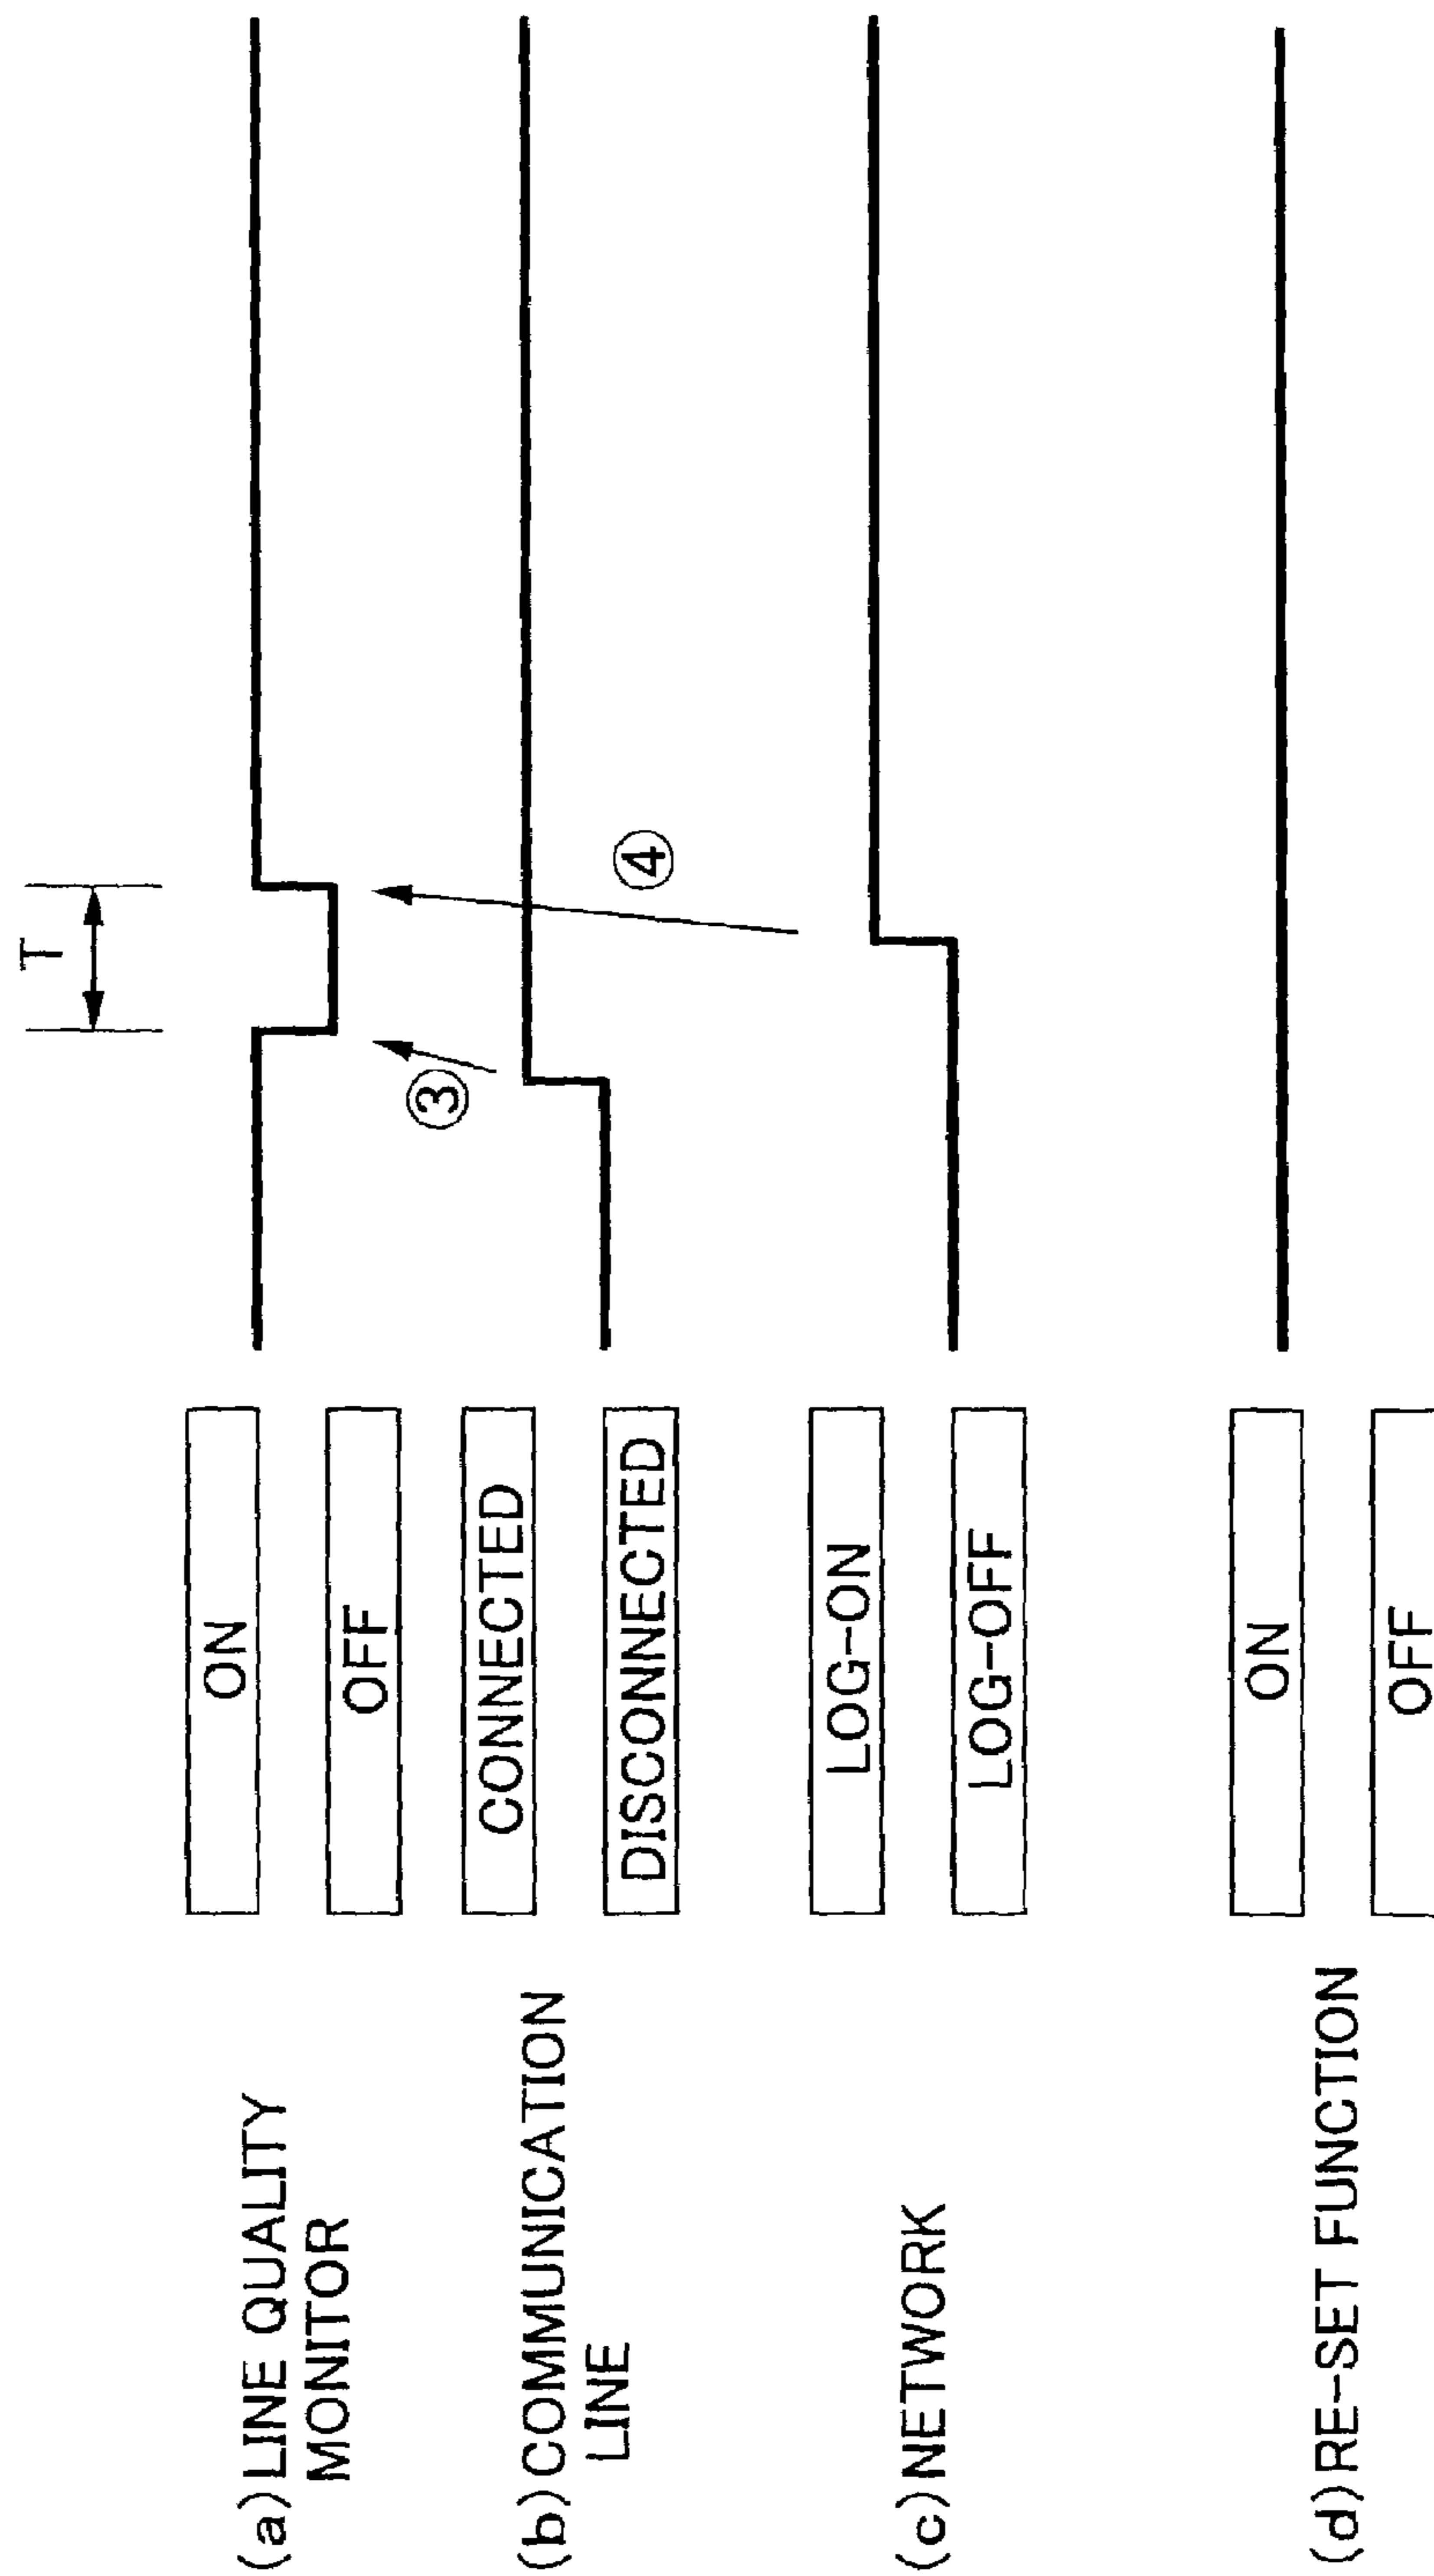 T
(a) LINE QUALITY
MONITOR
ON
OFF
③
(b) COMMUNICATION
LINE
CONNECTED
DISCONNECTED
④
(c) NETWORK
LOG-ON
LOG-OFF
(d) RE-SET FUNCTION
ON
OFF